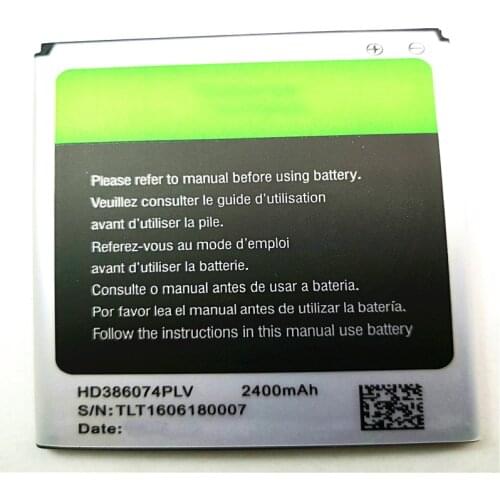 Please refer to manual before using battery.
Veuillez consulter le guide d'utilisation
avant d'utiliser la pile.
Referez-vous au mode d'emploi
avant d'utiliser la batterie.
Consulte o manual antes de usar a bateria.
Por favor lea el manual antes de utilizar la batería.
Follow the instructions in this manual use battery
HD386074PLV 2400mAh
S/N: TLT1606180007
Date: